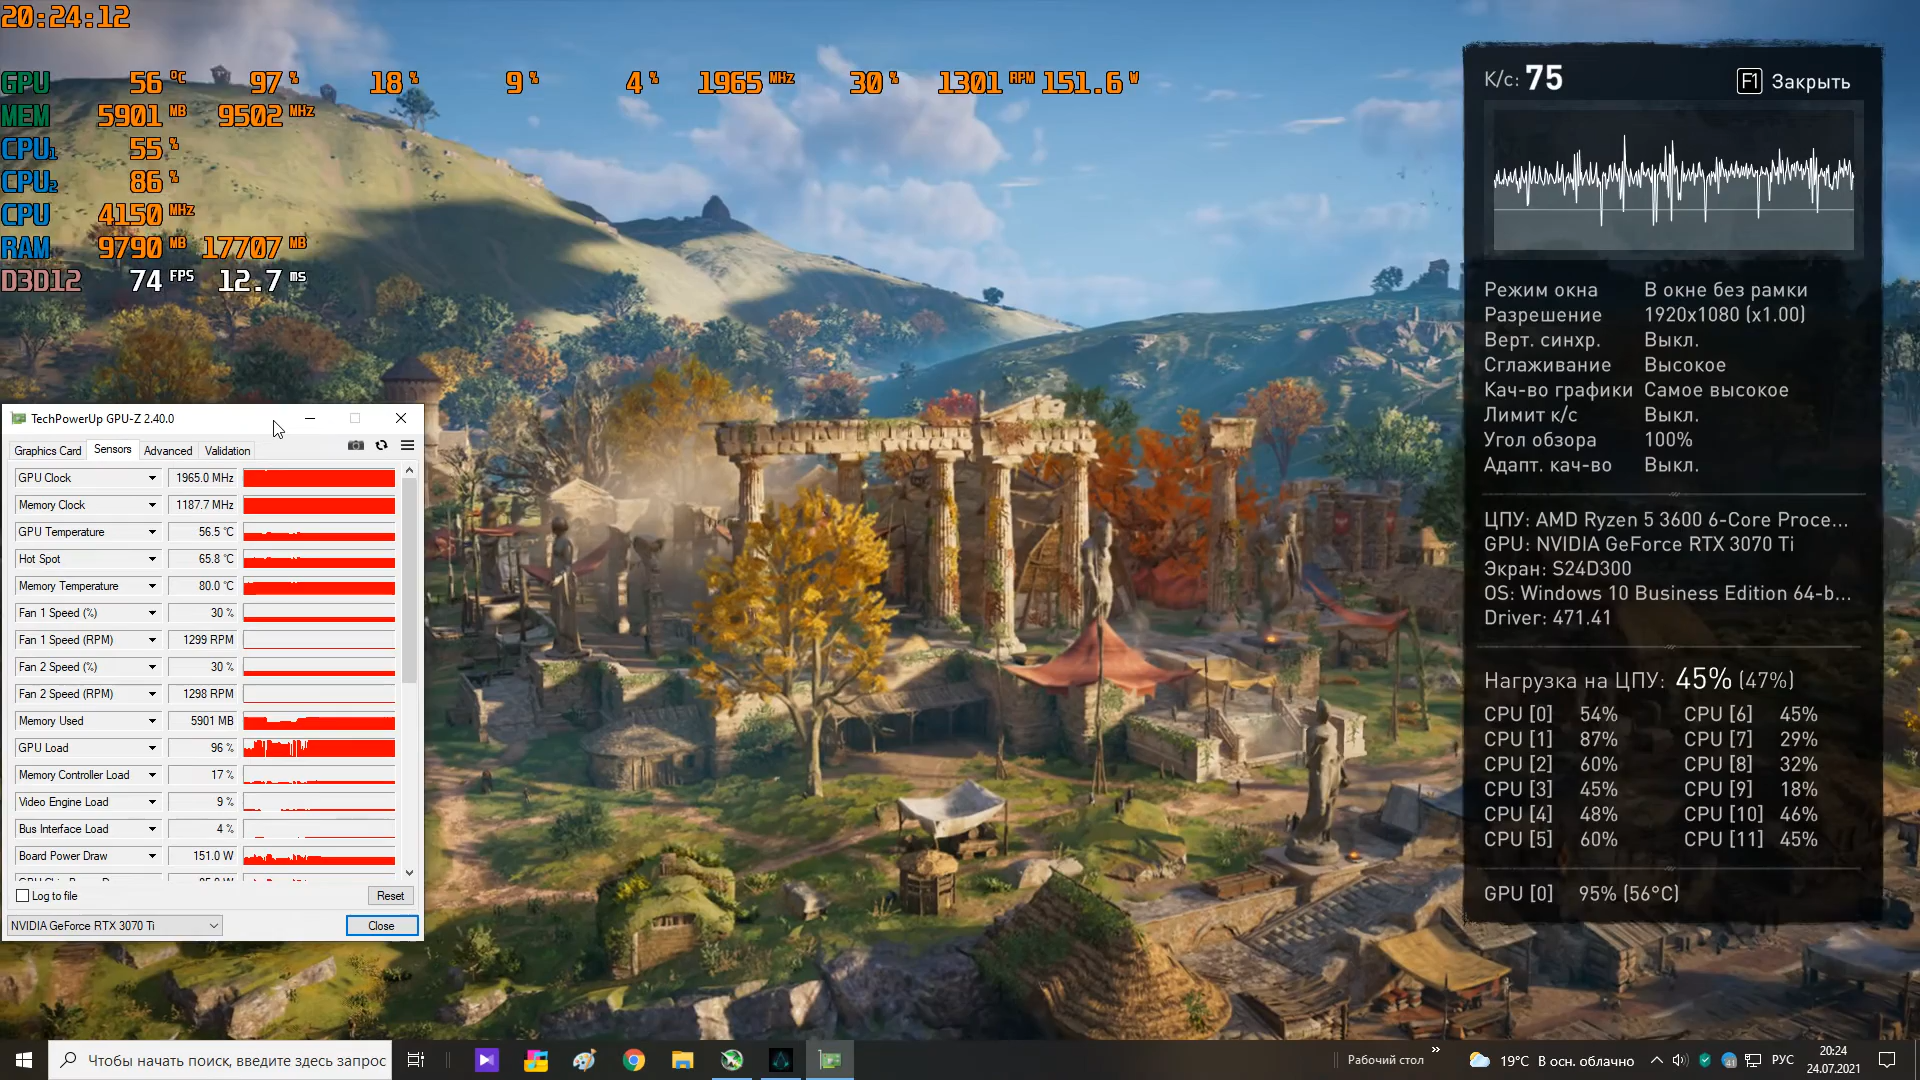 20:24:12
GPU 56 °C 97 % 18 % 9 % 4 % 1965 MHz 30 % 1301 RPM 151.6 W
MEM 5901 MB 9502 MHz
CPU1 55 %
CPU2 86 %
CPU 4150 MHz
RAM 9790 MB 17707 MB
D3D12 74 FPS 12.7 ms
К/с: 75 F1 Закрыть
Режим окна В окне без рамки
Разрешение 1920x1080 (x1.00)
Верт. синхр. Выкл.
Сглаживание Высокое
Кач-во графики Самое высокое
Лимит к/с Выкл.
Угол обзора 100%
Адапт. кач-во Выкл.
ЦПУ: AMD Ryzen 5 3600 6-Core Proce...
GPU: NVIDIA GeForce RTX 3070 Ti
Экран: S24D300
OS: Windows 10 Business Edition 64-b...
Driver: 471.41
Нагрузка на ЦПУ: 45% (47%)
CPU [0] 54% CPU [6] 45%
CPU [1] 87% CPU [7] 29%
CPU [2] 60% CPU [8] 32%
CPU [3] 45% CPU [9] 18%
CPU [4] 48% CPU [10] 46%
CPU [5] 60% CPU [11] 45%
GPU [0] 95% (56°C)
TechPowerUp GPU-Z 2.40.0
Graphics Card Sensors Advanced Validation
GPU Clock 1965.0 MHz
Memory Clock 1187.7 MHz
GPU Temperature 56.5 °C
Hot Spot 65.8 °C
Memory Temperature 80.0 °C
Fan 1 Speed (%) 30 %
Fan 1 Speed (RPM) 1299 RPM
Fan 2 Speed (%) 30 %
Fan 2 Speed (RPM) 1298 RPM
Memory Used 5901 MB
GPU Load 96 %
Memory Controller Load 17 %
Video Engine Load 9 %
Bus Interface Load 4 %
Board Power Draw 151.0 W
Log to file Reset
NVIDIA GeForce RTX 3070 Ti Close
Чтобы начать поиск, введите здесь запрос
Рабочий стол » 19°C В осн. облачно РУС 20:24
24.07.2021